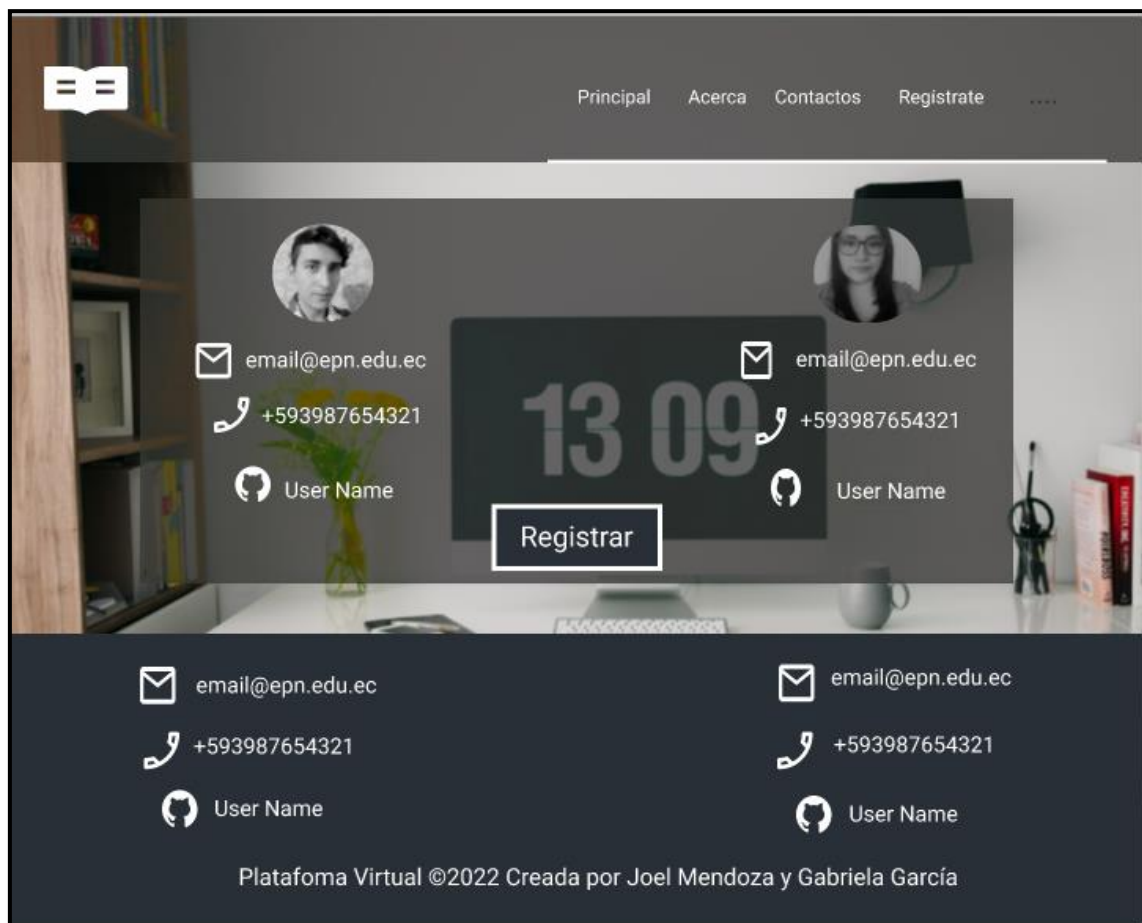 Principal Acerca Contactos Regístrate ....
email@epn.edu.ec email@epn.edu.ec
+593987654321 +593987654321
13 09
User Name User Name
Registrar
email@epn.edu.ec email@epn.edu.ec
+593987654321 +593987654321
User Name User Name
Platafoma Virtual ©2022 Creada por Joel Mendoza y Gabriela García